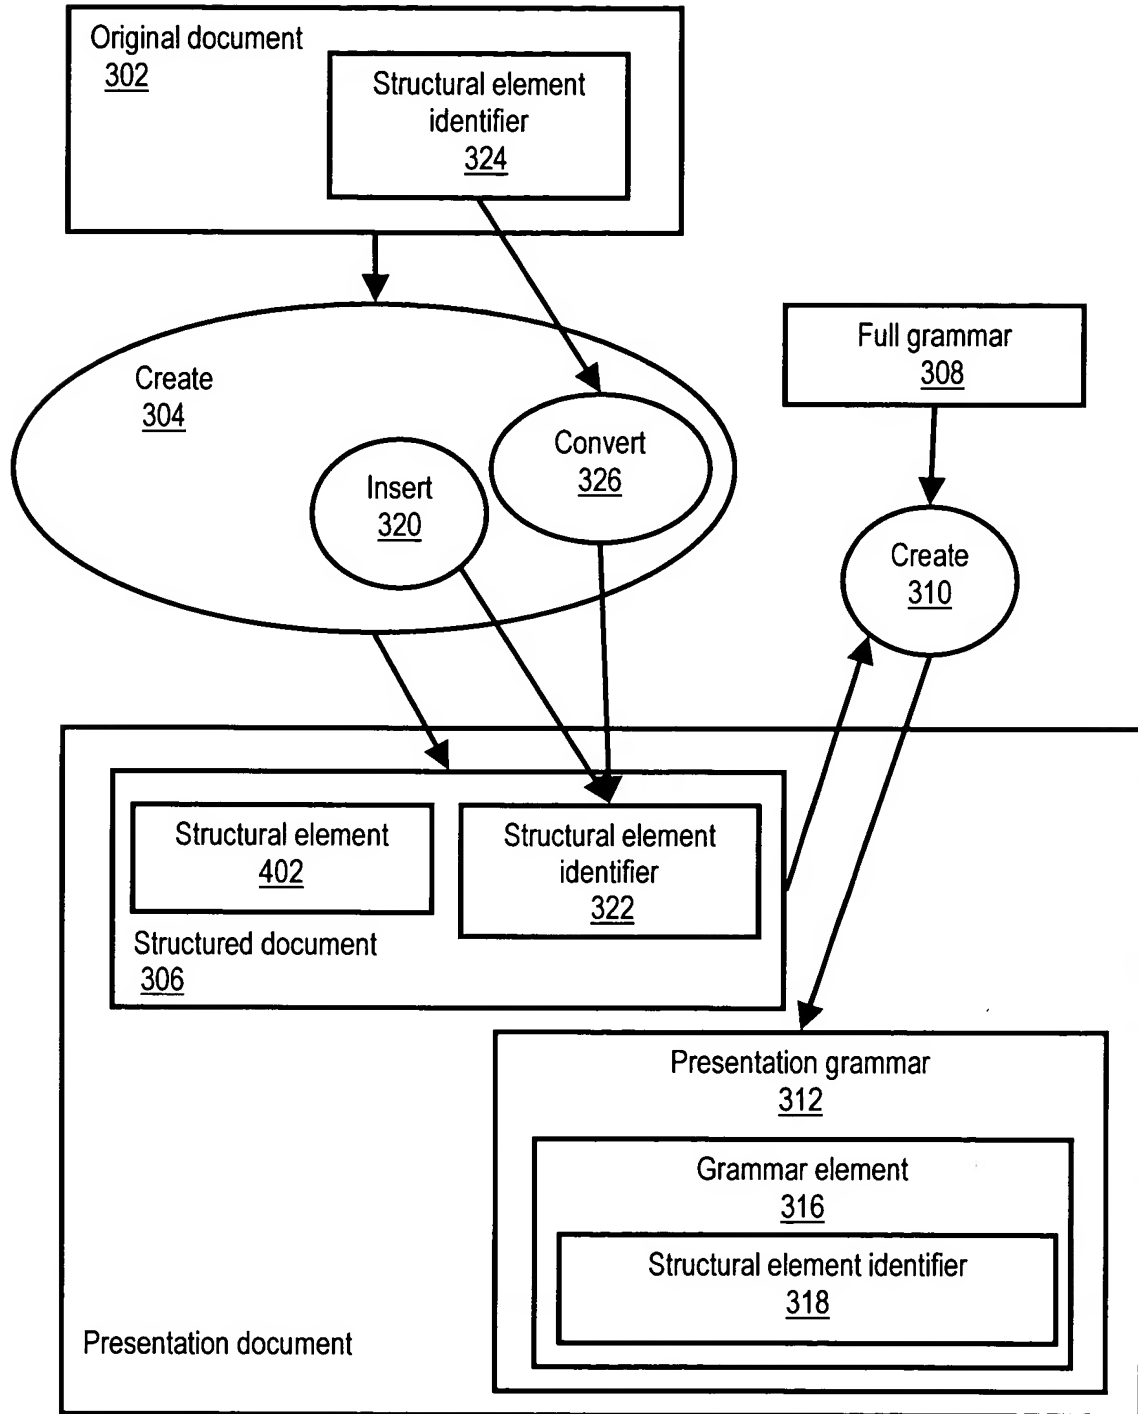 Original document
302
Structural element
identifier
324
Create
304
Insert
320
Convert
326
Full grammar
308
Create
310
Structural element
402
Structural element
identifier
322
Structured document
306
Presentation grammar
312
Grammar element
316
Structural element identifier
318
Presentation document